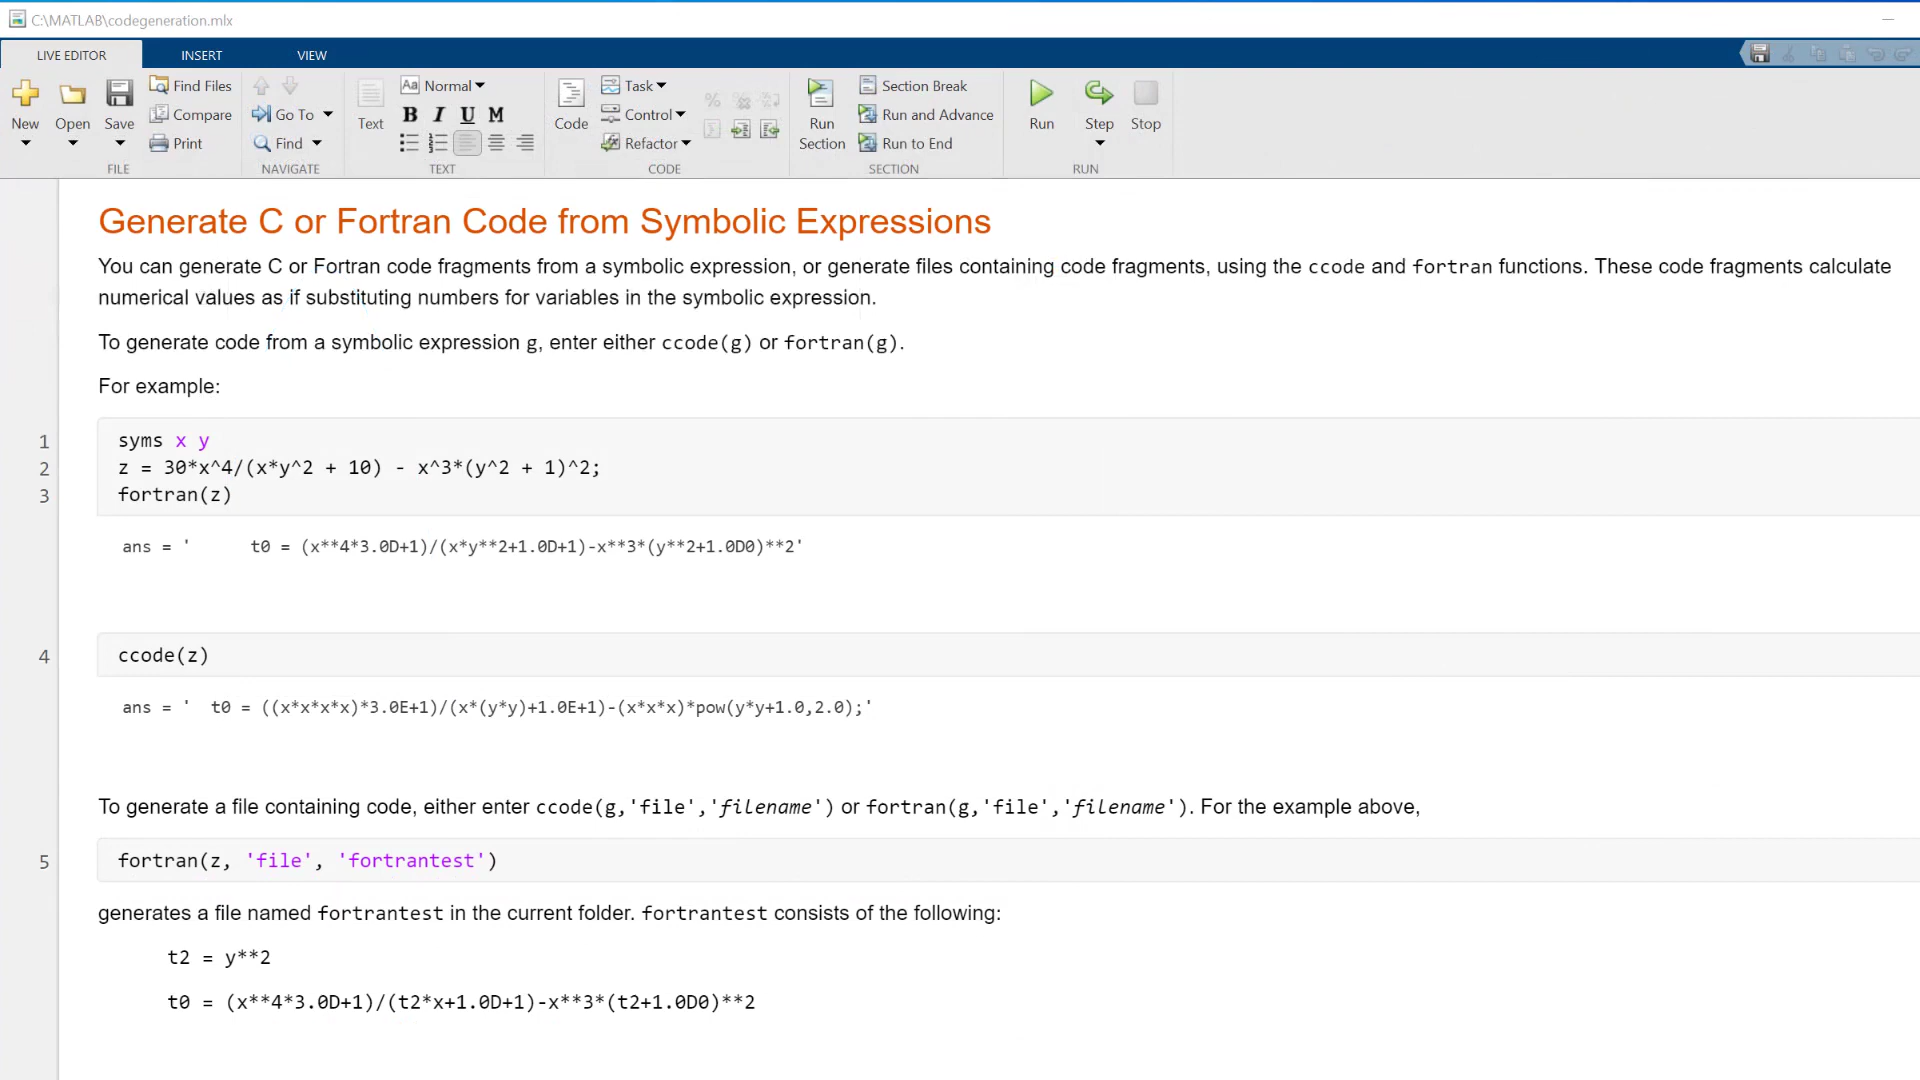 C:\MATLAB\codegeneration.mlx
LIVE EDITOR INSERT VIEW
New Open Save Find Files Compare Print
FILE
Go To Find
NAVIGATE
Text Aa Normal B I U M
TEXT
Code Task Control Refactor
CODE
Run Section Section Break Run and Advance Run to End
SECTION
Run Step Stop
RUN
Generate C or Fortran Code from Symbolic Expressions
You can generate C or Fortran code fragments from a symbolic expression, or generate files containing code fragments, using the ccode and fortran functions. These code fragments calculate
numerical values as if substituting numbers for variables in the symbolic expression.
To generate code from a symbolic expression g, enter either ccode(g) or fortran(g).
For example:
1 syms x y
2 z = 30*x^4/(x*y^2 + 10) - x^3*(y^2 + 1)^2;
3 fortran(z)
ans = '      t0 = (x**4*3.0D+1)/(x*y**2+1.0D+1)-x**3*(y**2+1.0D0)**2'
4 ccode(z)
ans = '  t0 = ((x*x*x*x)*3.0E+1)/(x*(y*y)+1.0E+1)-(x*x*x)*pow(y*y+1.0,2.0);'
To generate a file containing code, either enter ccode(g,'file','filename') or fortran(g,'file','filename'). For the example above,
5 fortran(z, 'file', 'fortrantest')
generates a file named fortrantest in the current folder. fortrantest consists of the following:
t2 = y**2
t0 = (x**4*3.0D+1)/(t2*x+1.0D+1)-x**3*(t2+1.0D0)**2